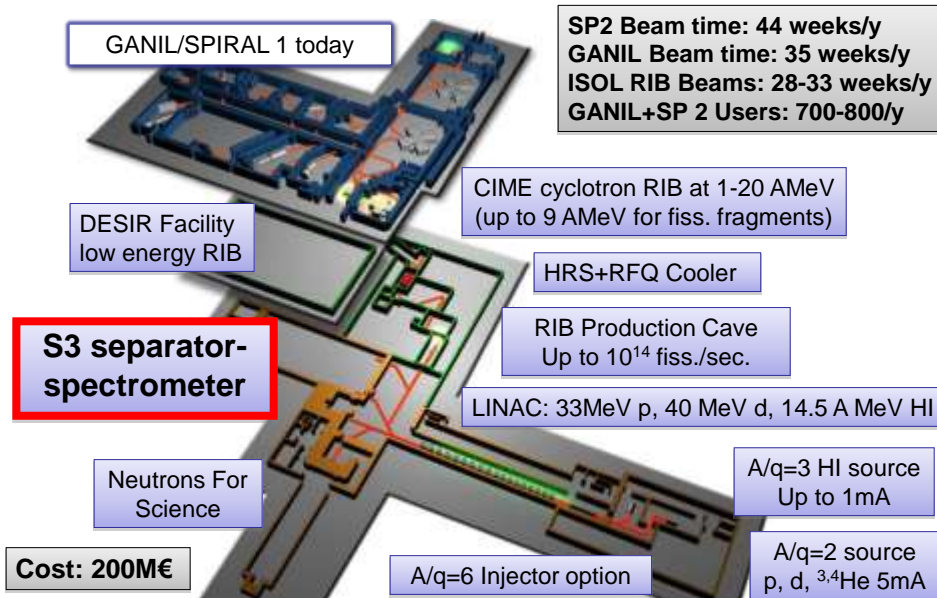 GANIL/SPIRAL 1 today
SP2 Beam time: 44 weeks/y
GANIL Beam time: 35 weeks/y
ISOL RIB Beams: 28-33 weeks/y
GANIL+SP 2 Users: 700-800/y
CIME cyclotron RIB at 1-20 AMeV
(up to 9 AMeV for fiss. fragments)
DESIR Facility
low energy RIB
HRS+RFQ Cooler
S3 separator-
spectrometer
RIB Production Cave
Up to 10¹⁴ fiss./sec.
LINAC: 33MeV p, 40 MeV d, 14.5 A MeV HI
Neutrons For
Science
A/q=3 HI source
Up to 1mA
Cost: 200M€
A/q=6 Injector option
A/q=2 source
p, d, ³,⁴He 5mA